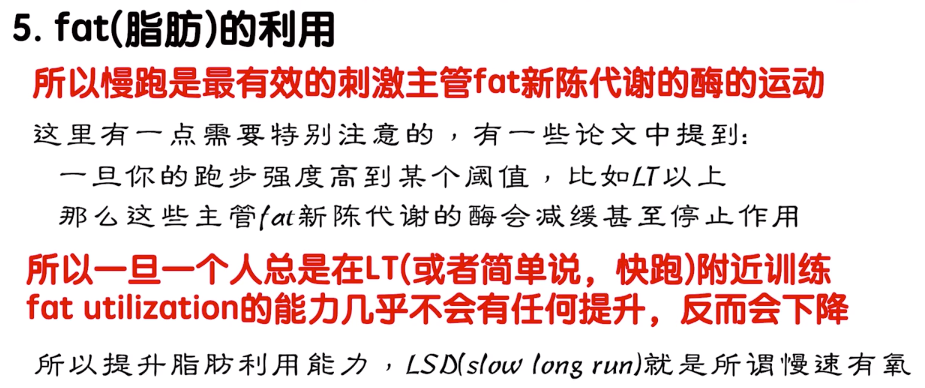 5. fat(脂肪)的利用
所以慢跑是最有效的刺激主管fat新陈代谢的酶的运动
这里有一点需要特别注意的，有一些论文中提到:
一旦你的跑步强度高到某个阈值，比如LT以上
那么这些主管fat新陈代谢的酶会减缓甚至停止作用
所以一旦一个人总是在LT(或者简单说，快跑)附近训练
fat utilization的能力几乎不会有任何提升，反而会下降
所以提升脂肪利用能力，LSD(slow long run)就是所谓慢速有氧